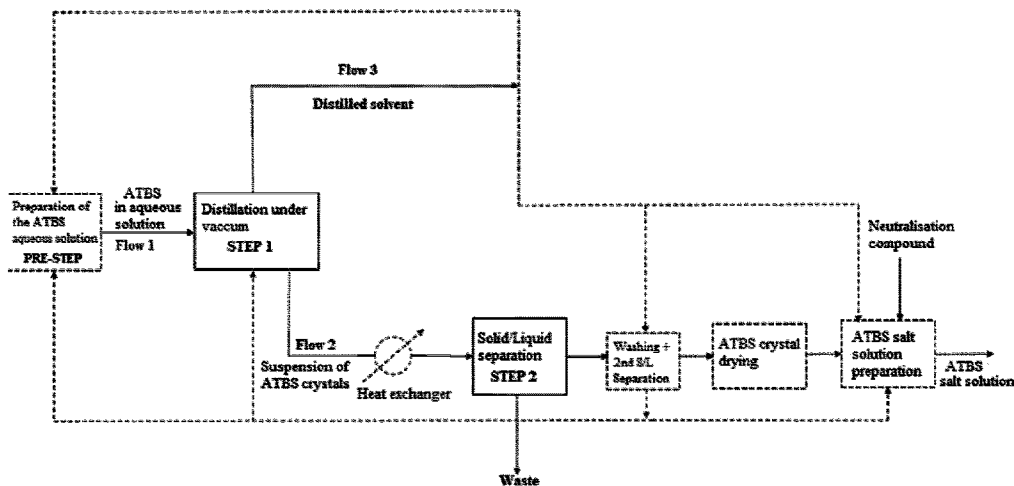 Flow 3
Distilled solvent
Preparation of
the ATBS
aqueous solution
PRE-STEP
ATBS
in aqueous
solution
Flow 1
Distillation under
vaccum
STEP 1
Neutralisation
compound
Flow 2
Suspension of
ATBS crystals
Heat exchanger
Solid/Liquid
separation
STEP 2
Washing +
2nd S/L
Separation
ATBS crystal
drying
ATBS salt
solution
preparation
ATBS
salt solution
Waste